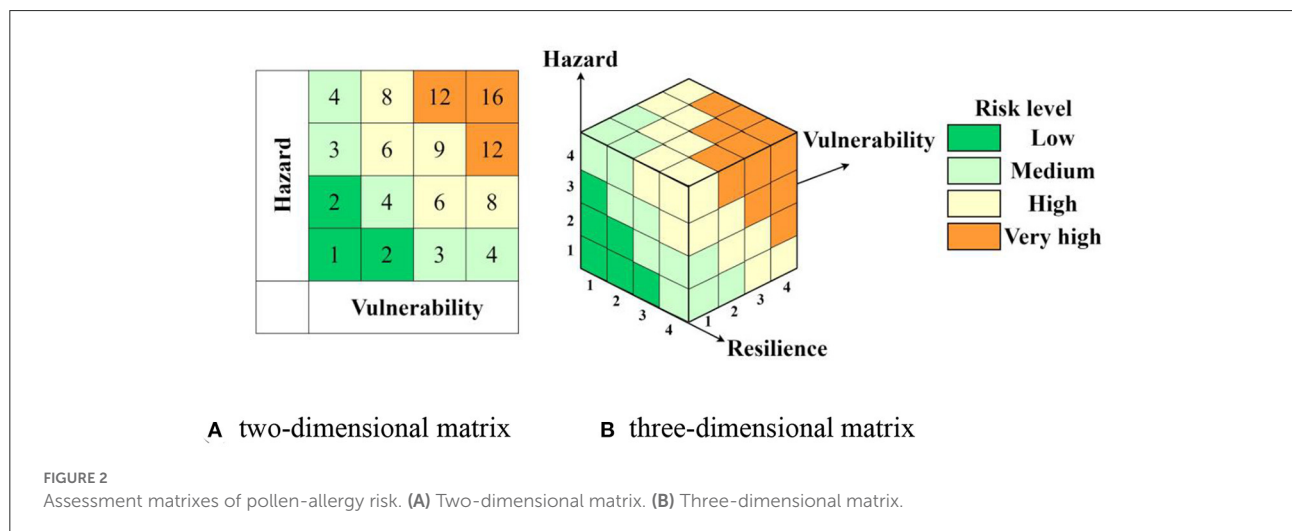 Hazard
4 8 12 16
3 6 9 12
2 4 6 8
1 2 3 4
Vulnerability
Hazard
4
3
2
1
1
2
3
4
1
2
3
4
Vulnerability
Resilience
Risk level
Low
Medium
High
Very high
A two-dimensional matrix
B three-dimensional matrix
FIGURE 2
Assessment matrixes of pollen-allergy risk. (A) Two-dimensional matrix. (B) Three-dimensional matrix.